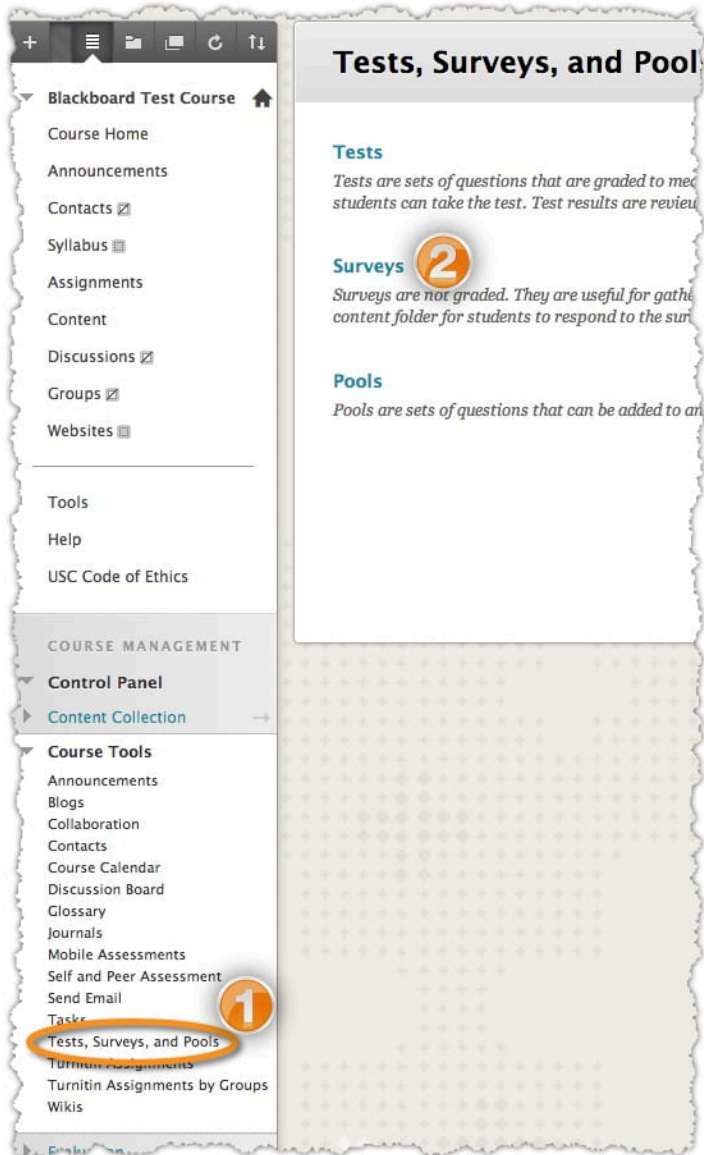 Blackboard Test Course
Course Home
Announcements
Contacts
Syllabus
Assignments
Content
Discussions
Groups
Websites
Tools
Help
USC Code of Ethics
COURSE MANAGEMENT
Control Panel
Content Collection
Course Tools
Announcements
Blogs
Collaboration
Contacts
Course Calendar
Discussion Board
Glossary
Journals
Mobile Assessments
Self and Peer Assessment
Send Email
1
Tasks
Tests, Surveys, and Pools
Turnitin Assignments
Turnitin Assignments by Groups
Wikis
Evaluation
Tests, Surveys, and Pool
Tests
Tests are sets of questions that are graded to
students can take the test. Test results are
Surveys
2
Surveys are not graded. They are useful for
content folder for students to respond to the
Pools
Pools are sets of questions that can be added to